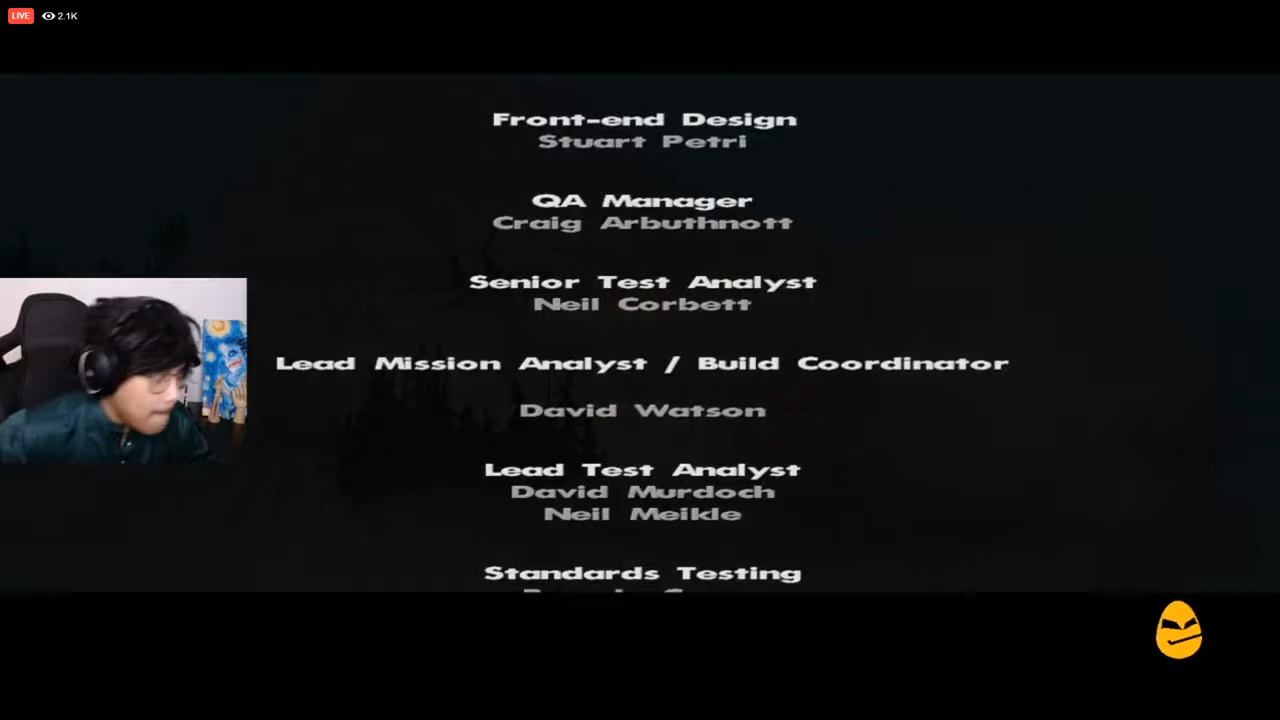 LIVE 2.1K
Front-end Design
Stuart Petri
QA Manager
Craig Arbuthnott
Senior Test Analyst
Neil Corbett
Lead Mission Analyst / Build Coordinator
David Watson
Lead Test Analyst
David Murdoch
Neil Meikle
Standards Testing